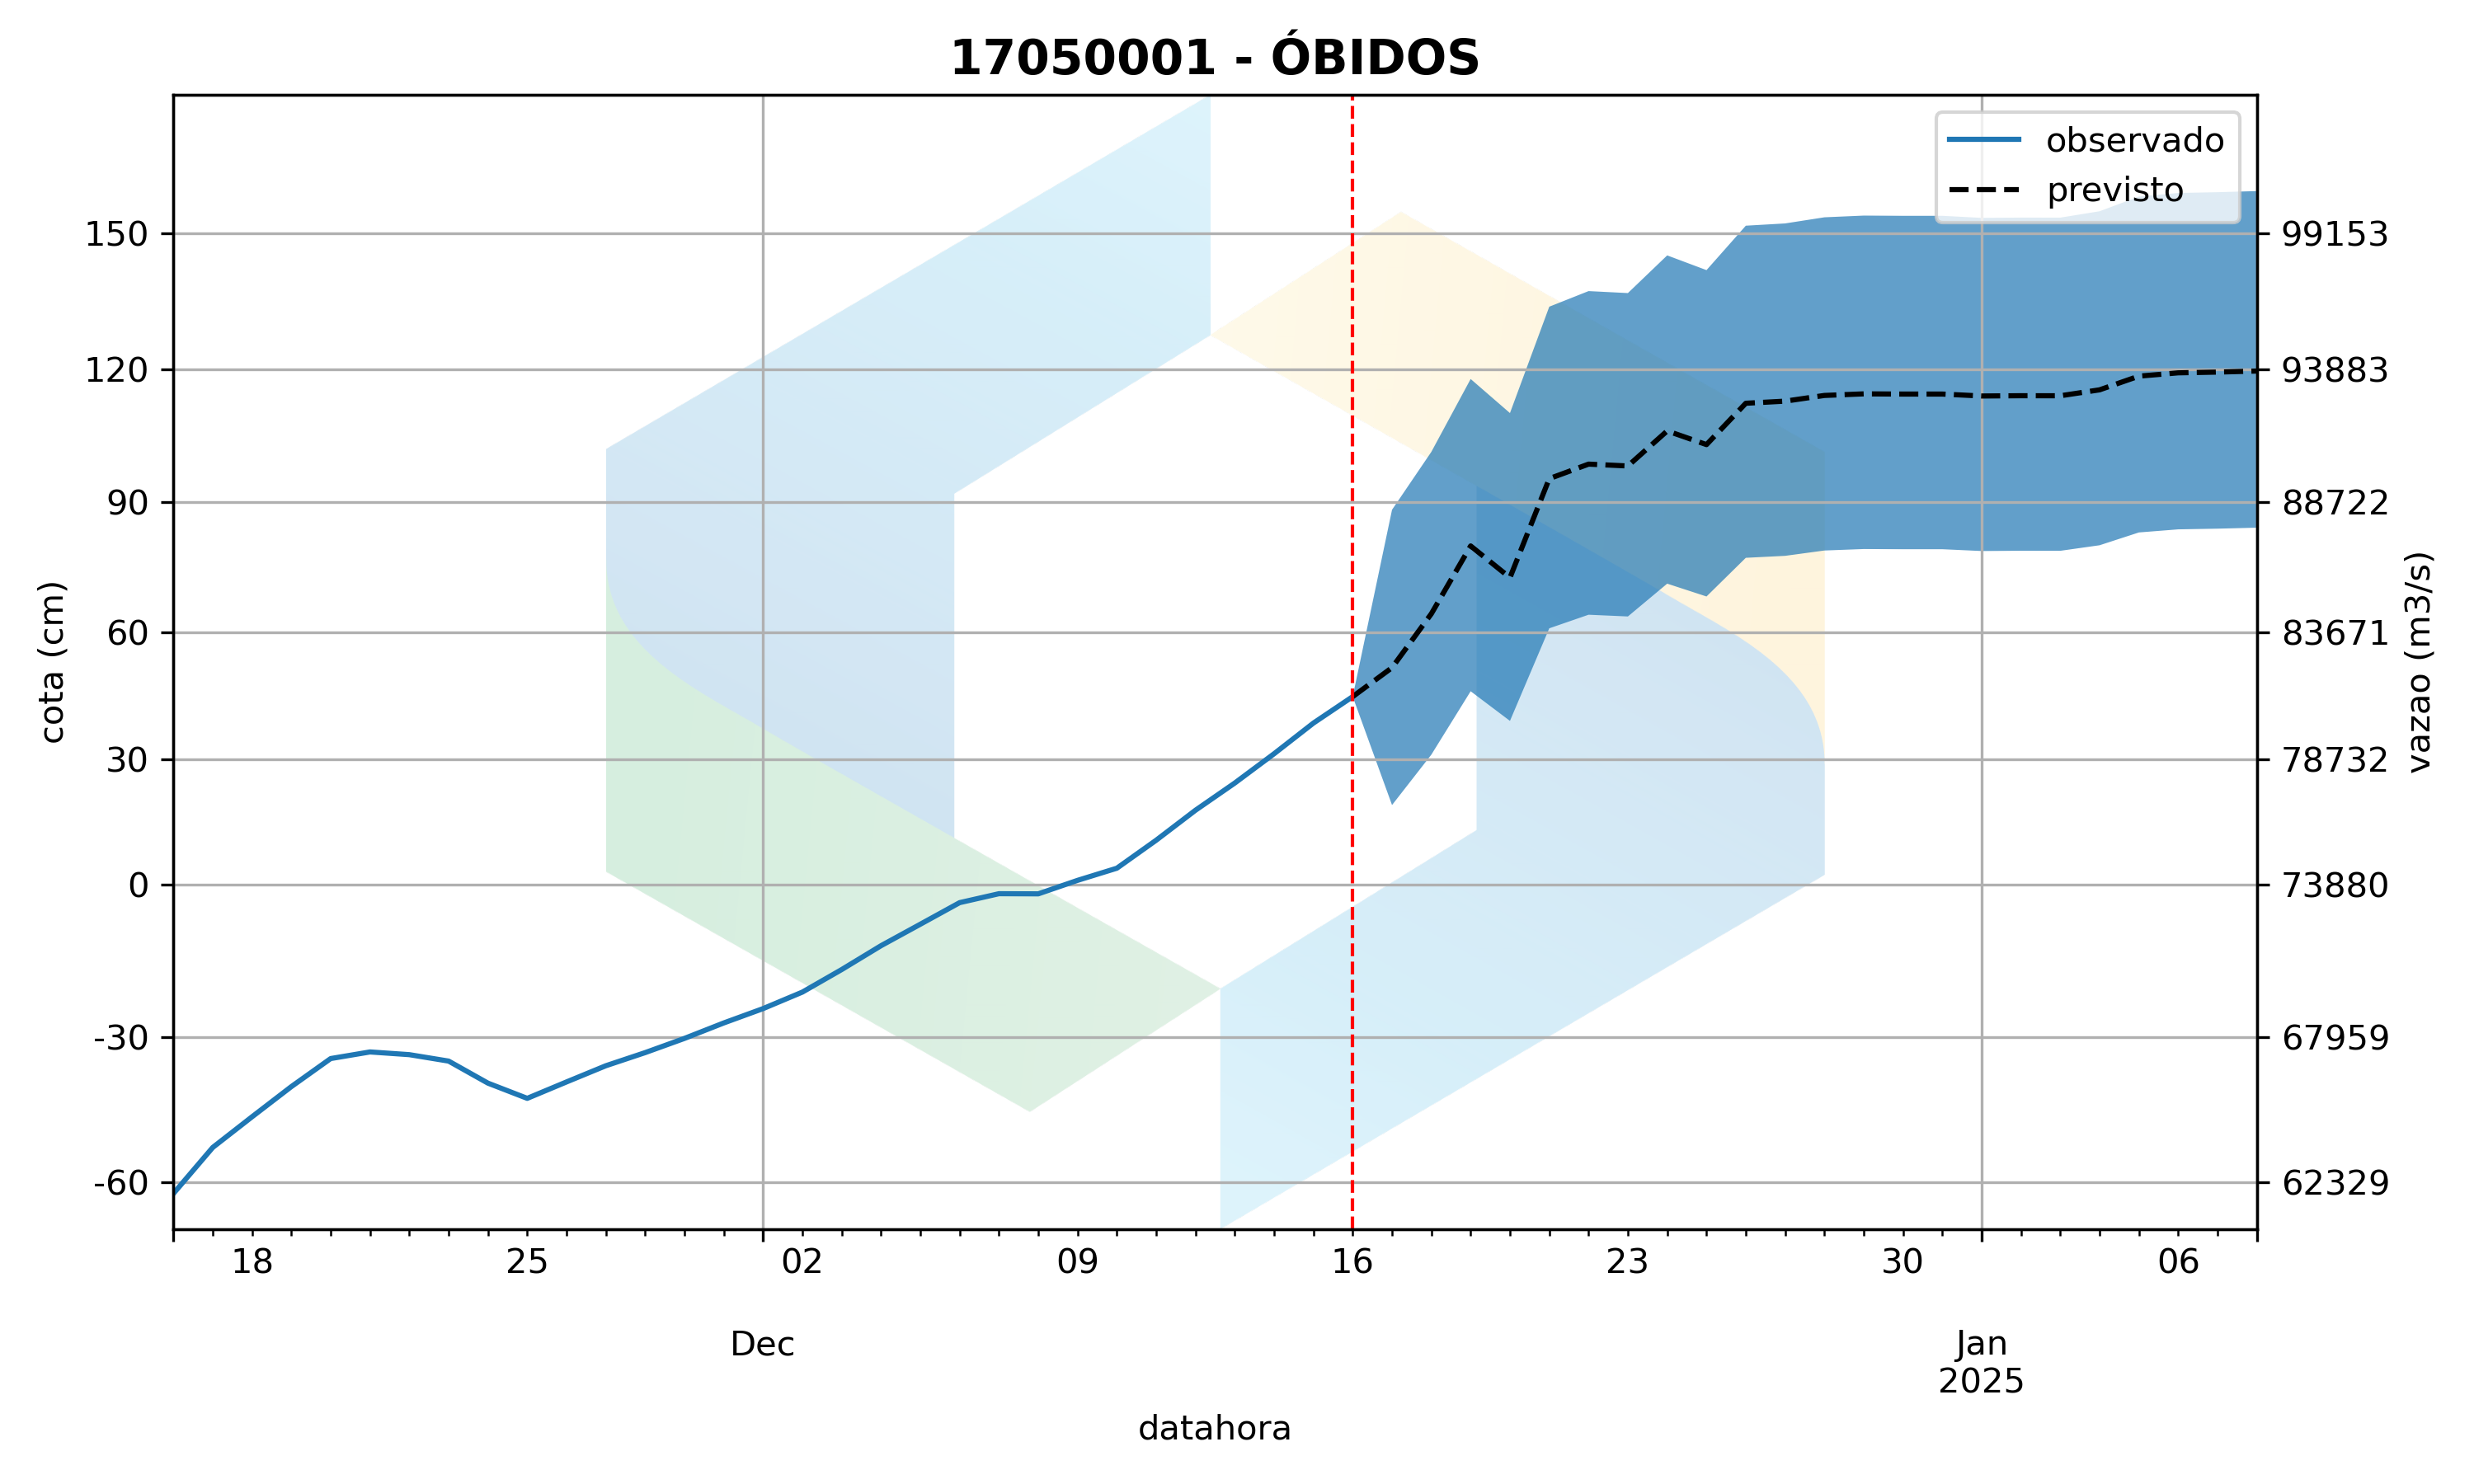 17050001 - ÓBIDOS
observado
previsto
150
120
90
60
30
0
-30
-60
cota (cm)
99153
93883
88722
83671
78732
73880
67959
62329
vazao (m3/s)
18 25 02 09 16 23 30 06
Dec Jan
2025
datahora